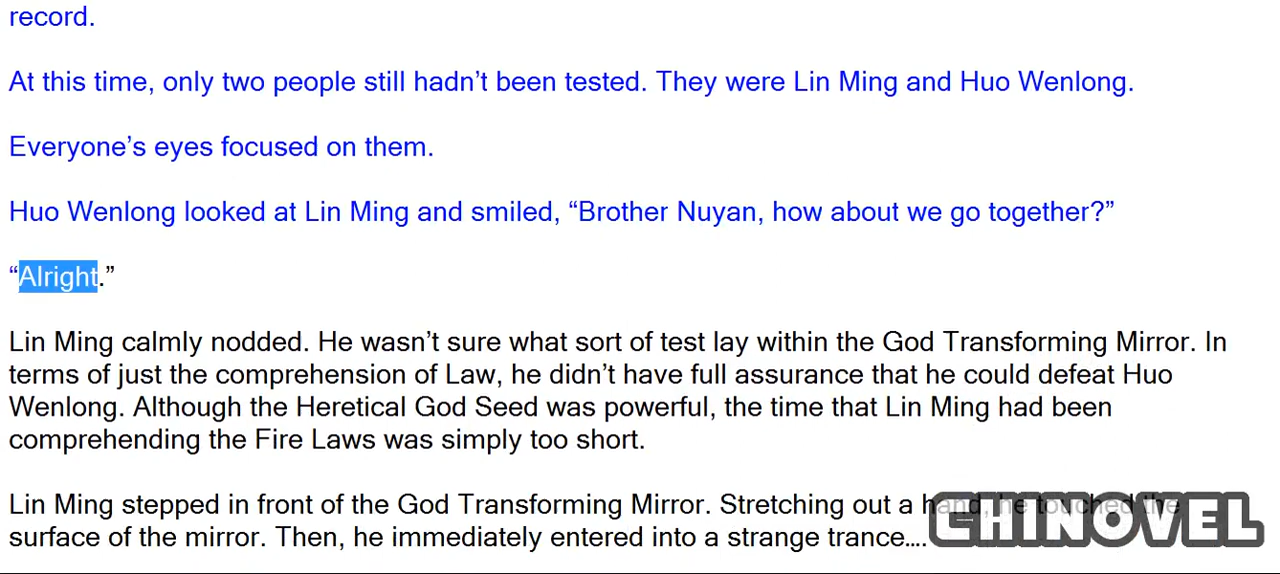 record.
At this time, only two people still hadn’t been tested. They were Lin Ming and Huo Wenlong.
Everyone’s eyes focused on them.
Huo Wenlong looked at Lin Ming and smiled, “Brother Nuyan, how about we go together?”
“Alright.”
Lin Ming calmly nodded. He wasn’t sure what sort of test lay within the God Transforming Mirror. In
terms of just the comprehension of Law, he didn’t have full assurance that he could defeat Huo
Wenlong. Although the Heretical God Seed was powerful, the time that Lin Ming had been
comprehending the Fire Laws was simply too short.
Lin Ming stepped in front of the God Transforming Mirror. Stretching out a hand, he touched the
surface of the mirror. Then, he immediately entered into a strange trance….
CHINOVEL